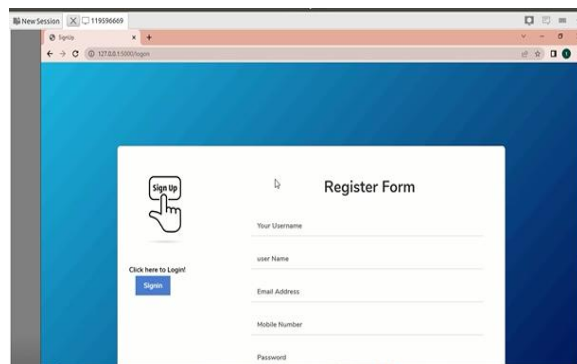 New Session
119596669
SignUp
127.0.0.1:5000/logon
Sign Up
Register Form
Your Username
user Name
Click here to Login!
Signin
Email Address
Mobile Number
Password